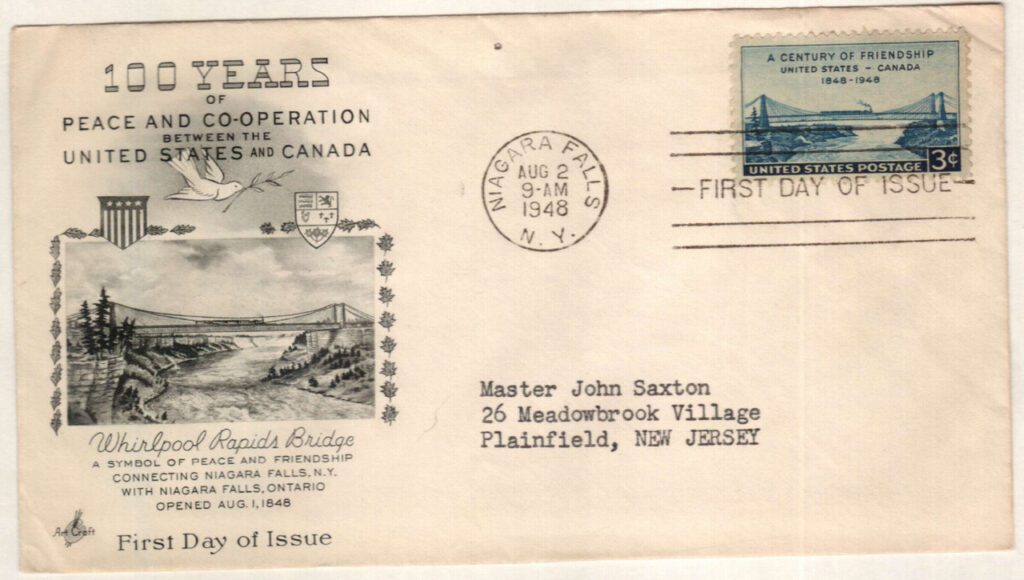 100 YEARS
OF
PEACE AND CO-OPERATION
BETWEEN THE
UNITED STATES AND CANADA
Whirlpool Rapids Bridge
A SYMBOL OF PEACE AND FRIENDSHIP
CONNECTING NIAGARA FALLS, N.Y.
WITH NIAGARA FALLS, ONTARIO
OPENED AUG. 1, 1848
Art Craft
First Day of Issue
NIAGARA FALLS
AUG 2
9-AM
1948
N. Y.
A CENTURY OF FRIENDSHIP
UNITED STATES - CANADA
1848-1948
UNITED STATES POSTAGE 3¢
FIRST DAY OF ISSUE
Master John Saxton
26 Meadowbrook Village
Plainfield, NEW JERSEY